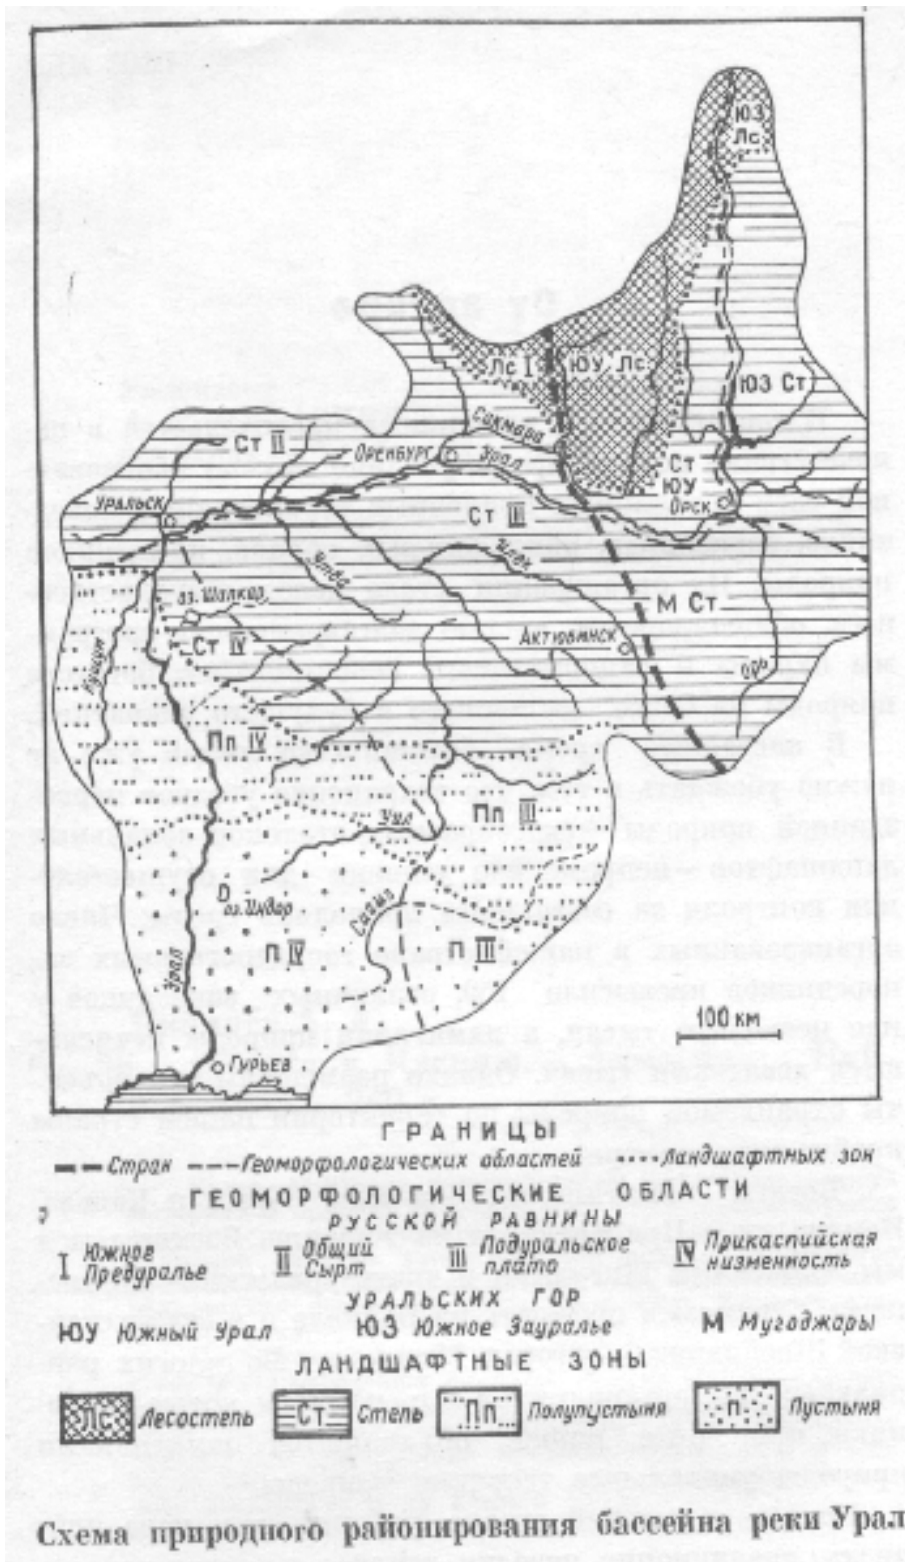 ЮЗ
Лс
Лс I
ЮУ Лс
ЮЗ Ст
Сакмара
Ст II
Оренбург
Урал
Ст
ЮУ
Уральск
Орск
Ст III
Илек
Утва
оз. Шалкар
М Ст
Ст IV
Актюбинск
Кушум
Орь
Пп IV
Пп III
Уил
оз. Индер
Сагиз
П IV
П III
Урал
100 км
Гурьев
ГРАНИЦЫ
Стран Геоморфологических областей Ландшафтных зон
ГЕОМОРФОЛОГИЧЕСКИЕ ОБЛАСТИ
РУССКОЙ РАВНИНЫ
I Южное Предуралье II Общий Сырт III Подуральское плато IV Прикаспийская низменность
УРАЛЬСКИХ ГОР
ЮУ Южный Урал ЮЗ Южное Зауралье М Мугоджары
ЛАНДШАФТНЫЕ ЗОНЫ
Лс Лесостепь Ст Степь Пп Полупустыня П Пустыня
Схема природного районирования бассейна реки Урал